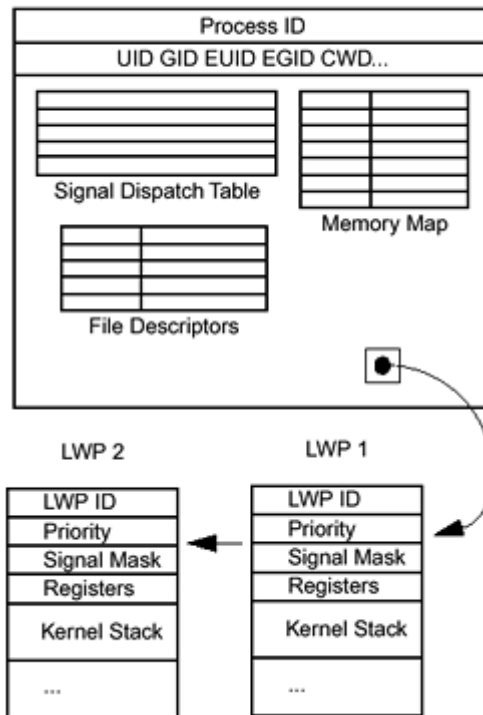 Process ID
UID GID EUID EGID CWD...
Signal Dispatch Table
Memory Map
File Descriptors
LWP 2
LWP 1
LWP ID
Priority
Signal Mask
Registers
Kernel Stack
...
LWP ID
Priority
Signal Mask
Registers
Kernel Stack
...